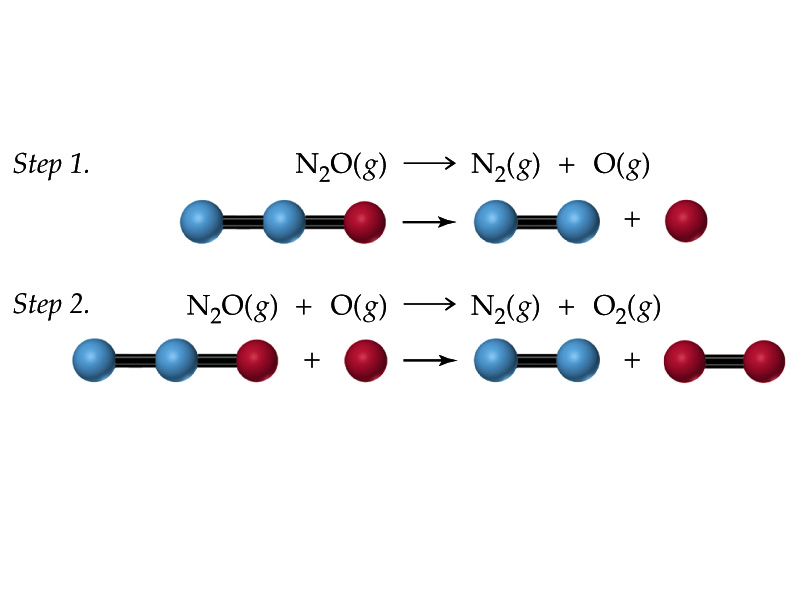 Step 1. N₂O(g) ⟶ N₂(g) + O(g)
⟶ +
Step 2. N₂O(g) + O(g) ⟶ N₂(g) + O₂(g)
+ ⟶ +